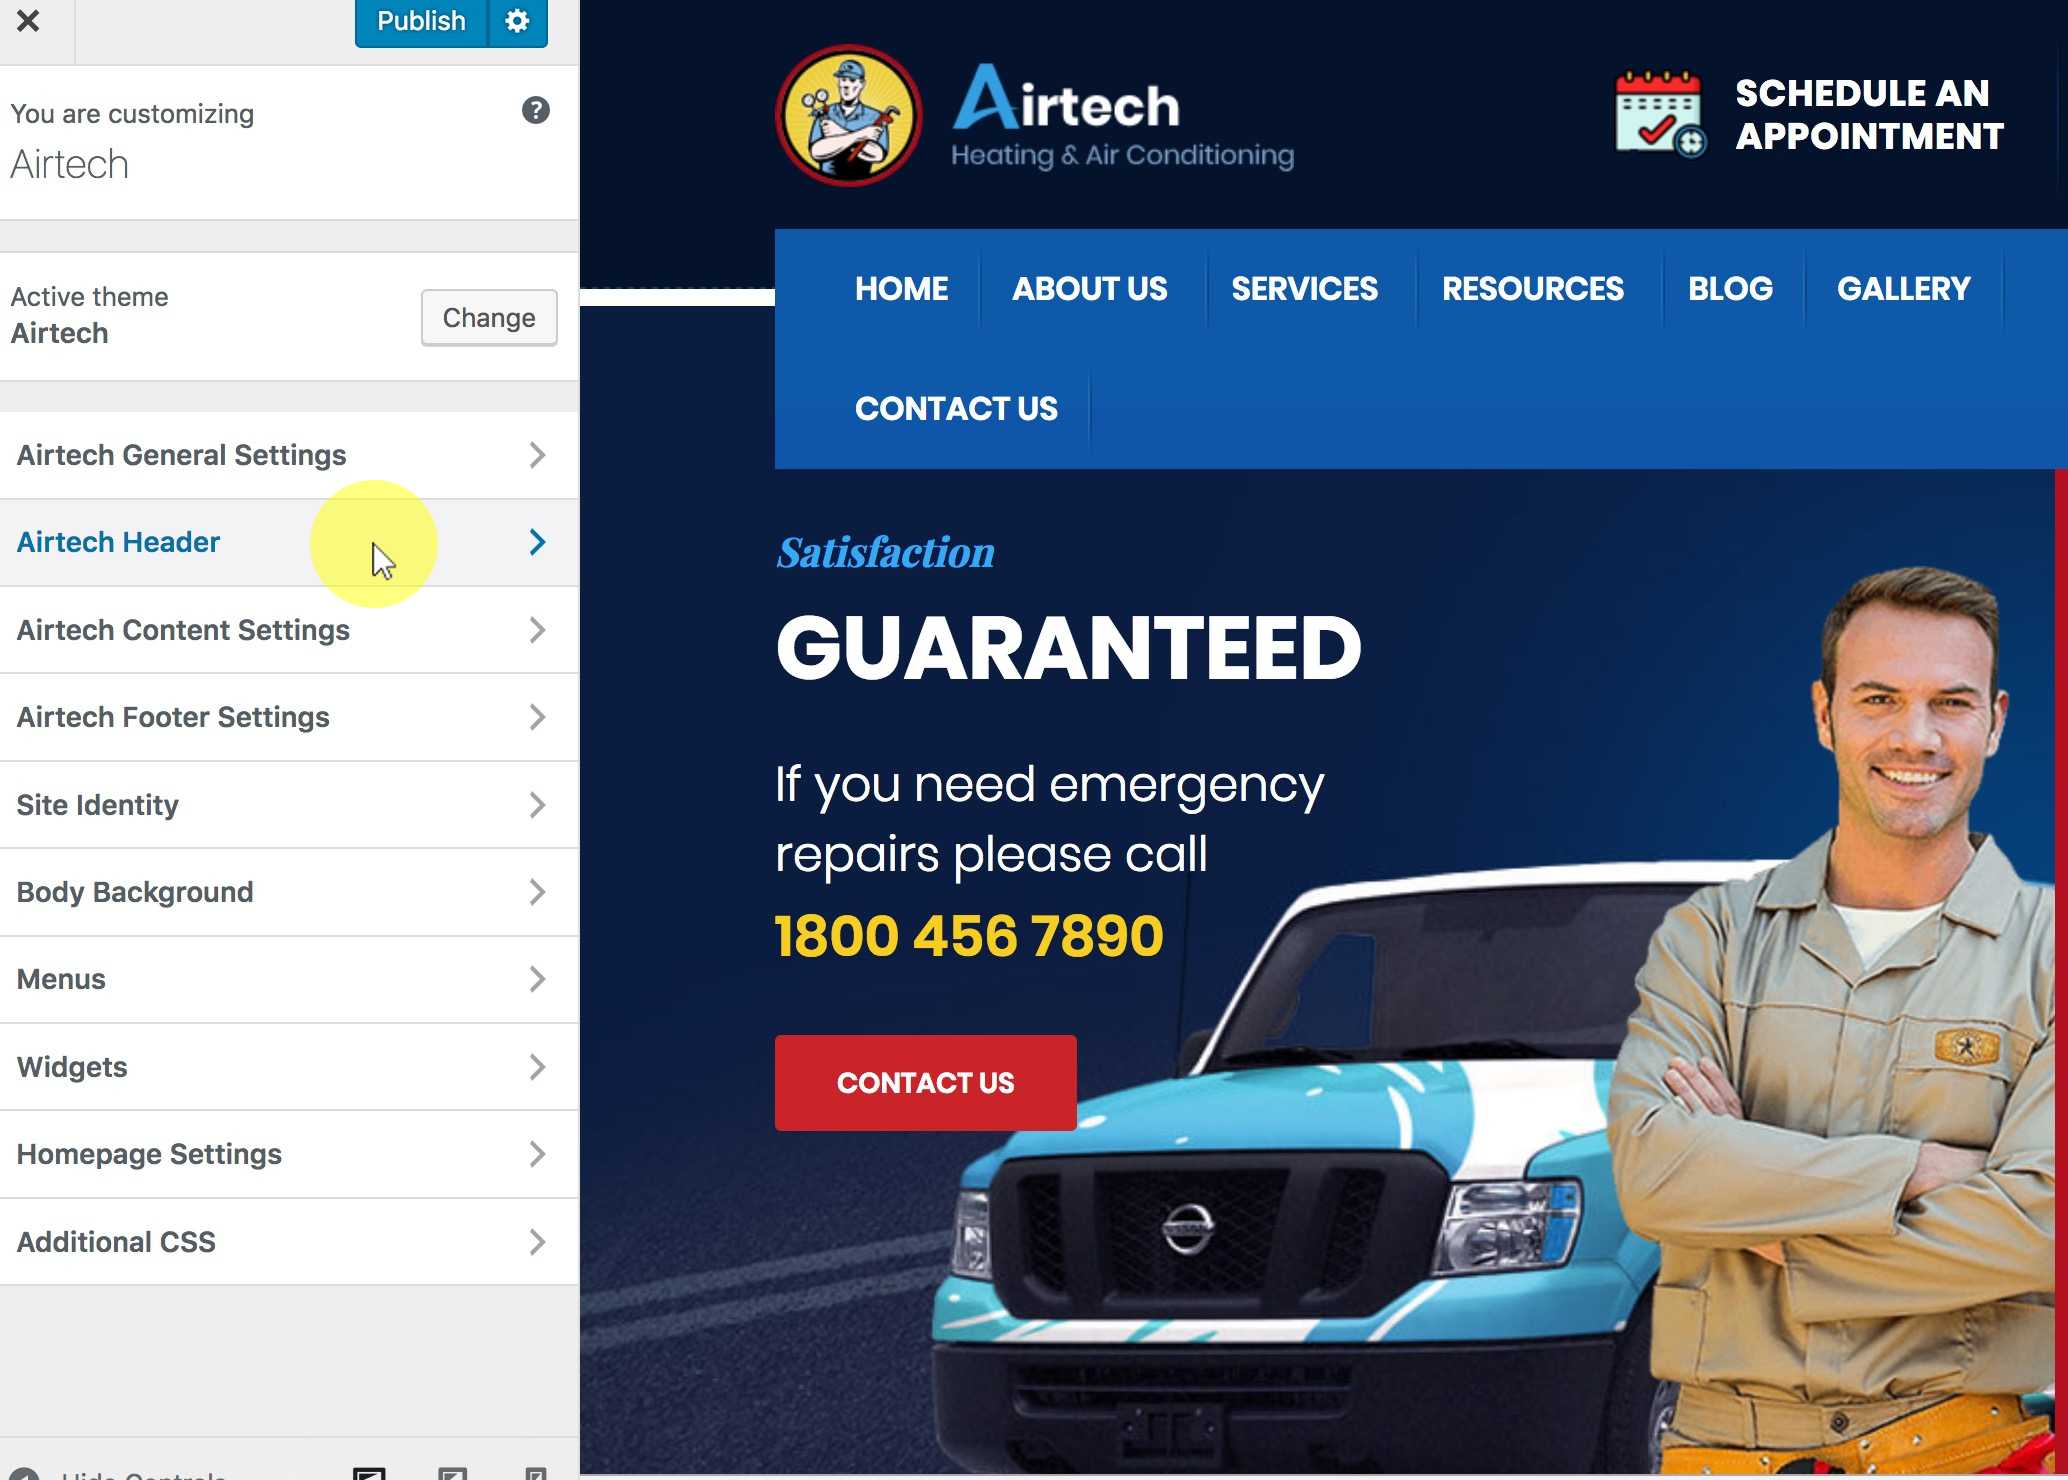 Publish
You are customizing
Airtech
Active theme
Airtech
Change
Airtech General Settings
Airtech Header
Airtech Content Settings
Airtech Footer Settings
Site Identity
Body Background
Menus
Widgets
Homepage Settings
Additional CSS
Hide Controls
Airtech
Heating & Air Conditioning
SCHEDULE AN
APPOINTMENT
HOME
ABOUT US
SERVICES
RESOURCES
BLOG
GALLERY
CONTACT US
Satisfaction
GUARANTEED
If you need emergency
repairs please call
1800 456 7890
CONTACT US
NISSAN